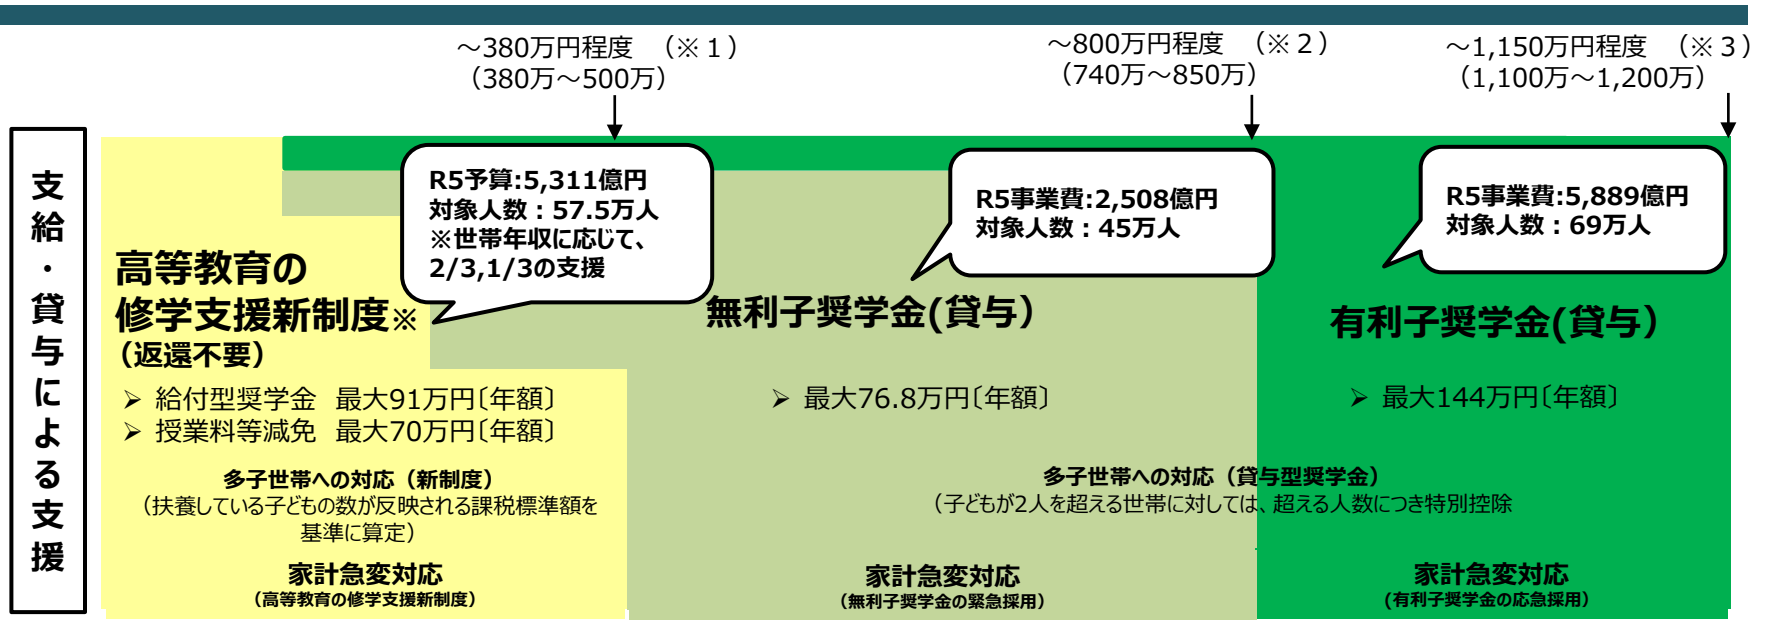 ～380万円程度　（※１）
（380万～500万）
～800万円程度　（※２）
（740万～850万）
～1,150万円程度　（※３）
（1,100万～1,200万）
支給・貸与による支援
R5予算:5,311億円
対象人数：57.5万人
※世帯年収に応じて、
2/3,1/3の支援
R5事業費:2,508億円
対象人数：45万人
R5事業費:5,889億円
対象人数：69万人
高等教育の
修学支援新制度※
（返還不要）
➢ 給付型奨学金　最大91万円〔年額〕
➢ 授業料等減免　最大70万円〔年額〕
無利子奨学金(貸与）
➢ 最大76.8万円〔年額〕
有利子奨学金(貸与）
➢ 最大144万円〔年額〕
多子世帯への対応（新制度）
（扶養している子どもの数が反映される課税標準額を
基準に算定）
多子世帯への対応（貸与型奨学金）
（子どもが2人を超える世帯に対しては、超える人数につき特別控除
家計急変対応
（高等教育の修学支援新制度）
家計急変対応
（無利子奨学金の緊急採用）
家計急変対応
(有利子奨学金の応急採用）